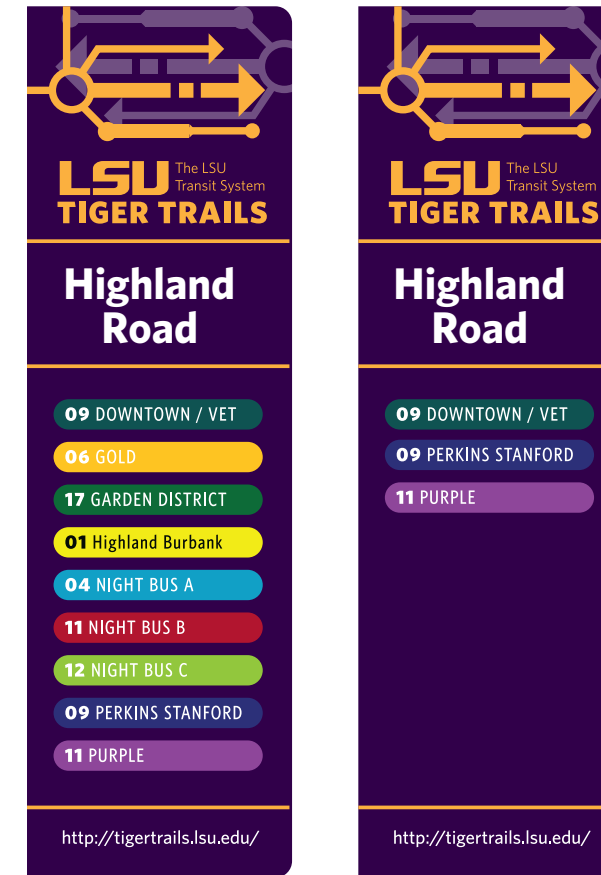 LSU The LSU
Transit System
TIGER TRAILS
Highland
Road
09 DOWNTOWN / VET
06 GOLD
17 GARDEN DISTRICT
01 Highland Burbank
04 NIGHT BUS A
11 NIGHT BUS B
12 NIGHT BUS C
09 PERKINS STANFORD
11 PURPLE
http://tigertrails.lsu.edu/
LSU The LSU
Transit System
TIGER TRAILS
Highland
Road
09 DOWNTOWN / VET
09 PERKINS STANFORD
11 PURPLE
http://tigertrails.lsu.edu/